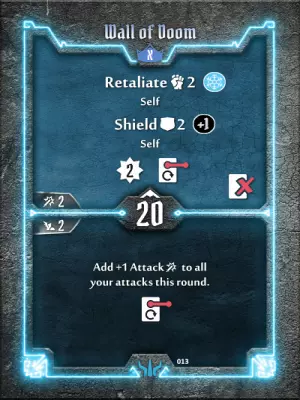 Wall of Doom
X
Retaliate 2
Self
Shield 2 +1
Self
2
2
20
2
Add +1 Attack to all
your attacks this round.
013